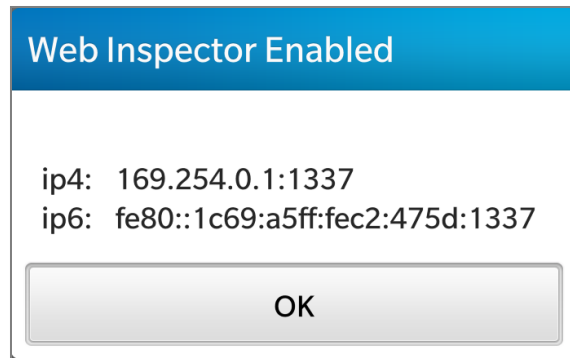 Web Inspector Enabled
ip4: 169.254.0.1:1337
ip6: fe80::1c69:a5ff:fec2:475d:1337
OK